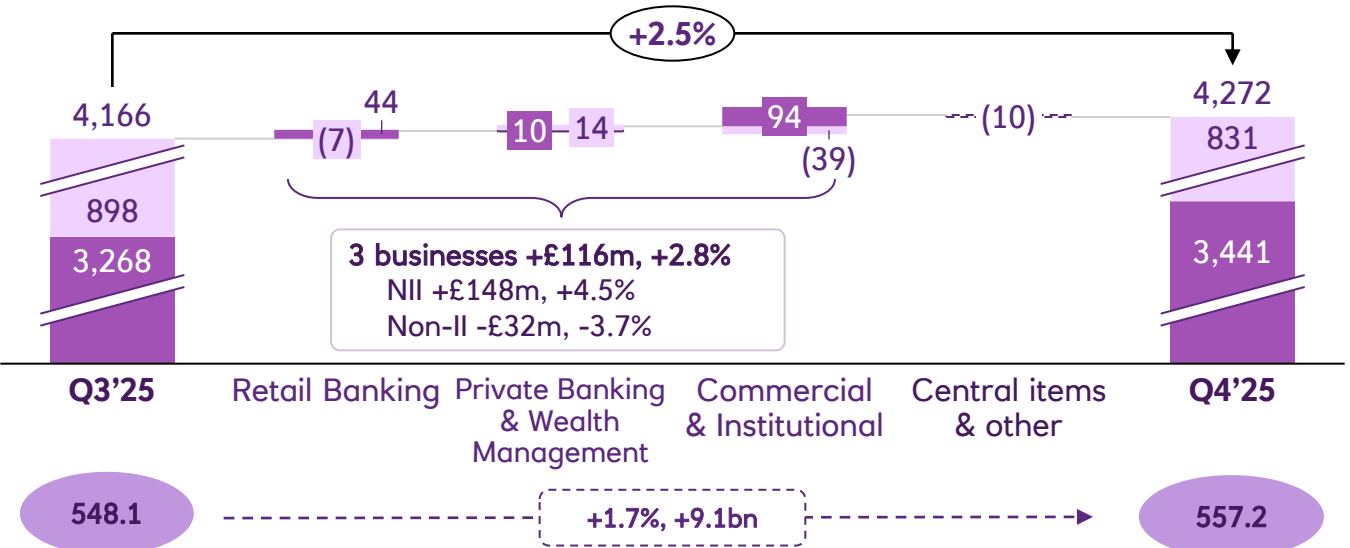 +2.5%
4,166
44
(7)
10
14
94
(39)
(10)
4,272
831
898
3,268
3,441
3 businesses +£116m, +2.8%
NII +£148m, +4.5%
Non-II -£32m, -3.7%
Q3’25
Retail Banking
Private Banking
& Wealth
Management
Commercial
& Institutional
Central items
& other
Q4’25
548.1
+1.7%, +9.1bn
557.2